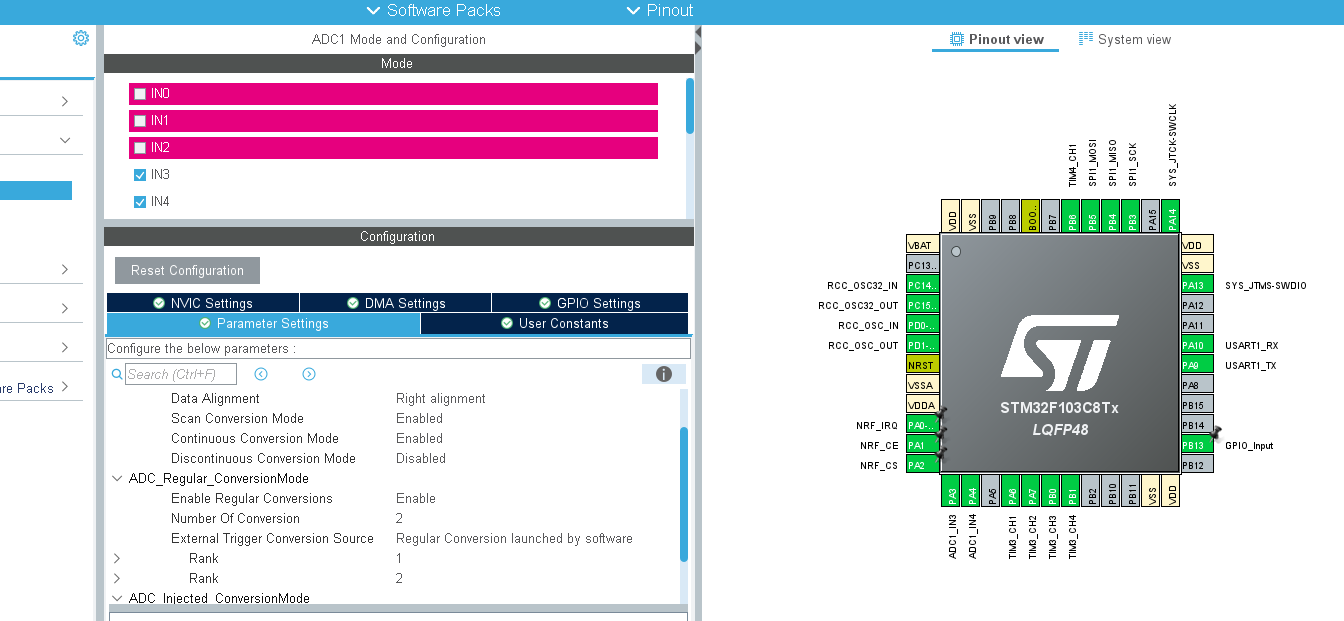 Software Packs
Pinout
ADC1 Mode and Configuration
Mode
IN0
IN1
IN2
IN3
IN4
Configuration
Reset Configuration
NVIC Settings
DMA Settings
GPIO Settings
Parameter Settings
User Constants
Configure the below parameters :
Search (Ctrl+F)
Data Alignment Right alignment
Scan Conversion Mode Enabled
Continuous Conversion Mode Enabled
Discontinuous Conversion Mode Disabled
ADC_Regular_ConversionMode
Enable Regular Conversions Enable
Number Of Conversion 2
External Trigger Conversion Source Regular Conversion launched by software
Rank 1
Rank 2
ADC_Injected_ConversionMode
re Packs
Pinout view
System view
TIM4_CH1
SPI1_MOSI
SPI1_MISO
SPI1_SCK
SYS_JTCK-SWCLK
VDD
VSS
PB9
PB8
BOO..
PB7
PB6
PB5
PB4
PB3
PA15
PA14
VBAT
PC13..
RCC_OSC32_IN PC14..
RCC_OSC32_OUT PC15..
RCC_OSC_IN PD0-..
RCC_OSC_OUT PD1-..
NRST
VSSA
VDDA
NRF_IRQ PA0-..
NRF_CE PA1
NRF_CS PA2
STM32F103C8Tx
LQFP48
VDD
VSS
PA13 SYS_JTMS-SWDIO
PA12
PA11
PA10 USART1_RX
PA9 USART1_TX
PA8
PB15
PB14
PB13 GPIO_Input
PB12
PA3
PA4
PA5
PA6
PA7
PB0
PB1
PB2
PB10
PB11
VSS
VDD
ADC1_IN3
ADC1_IN4
TIM3_CH1
TIM3_CH2
TIM3_CH3
TIM3_CH4